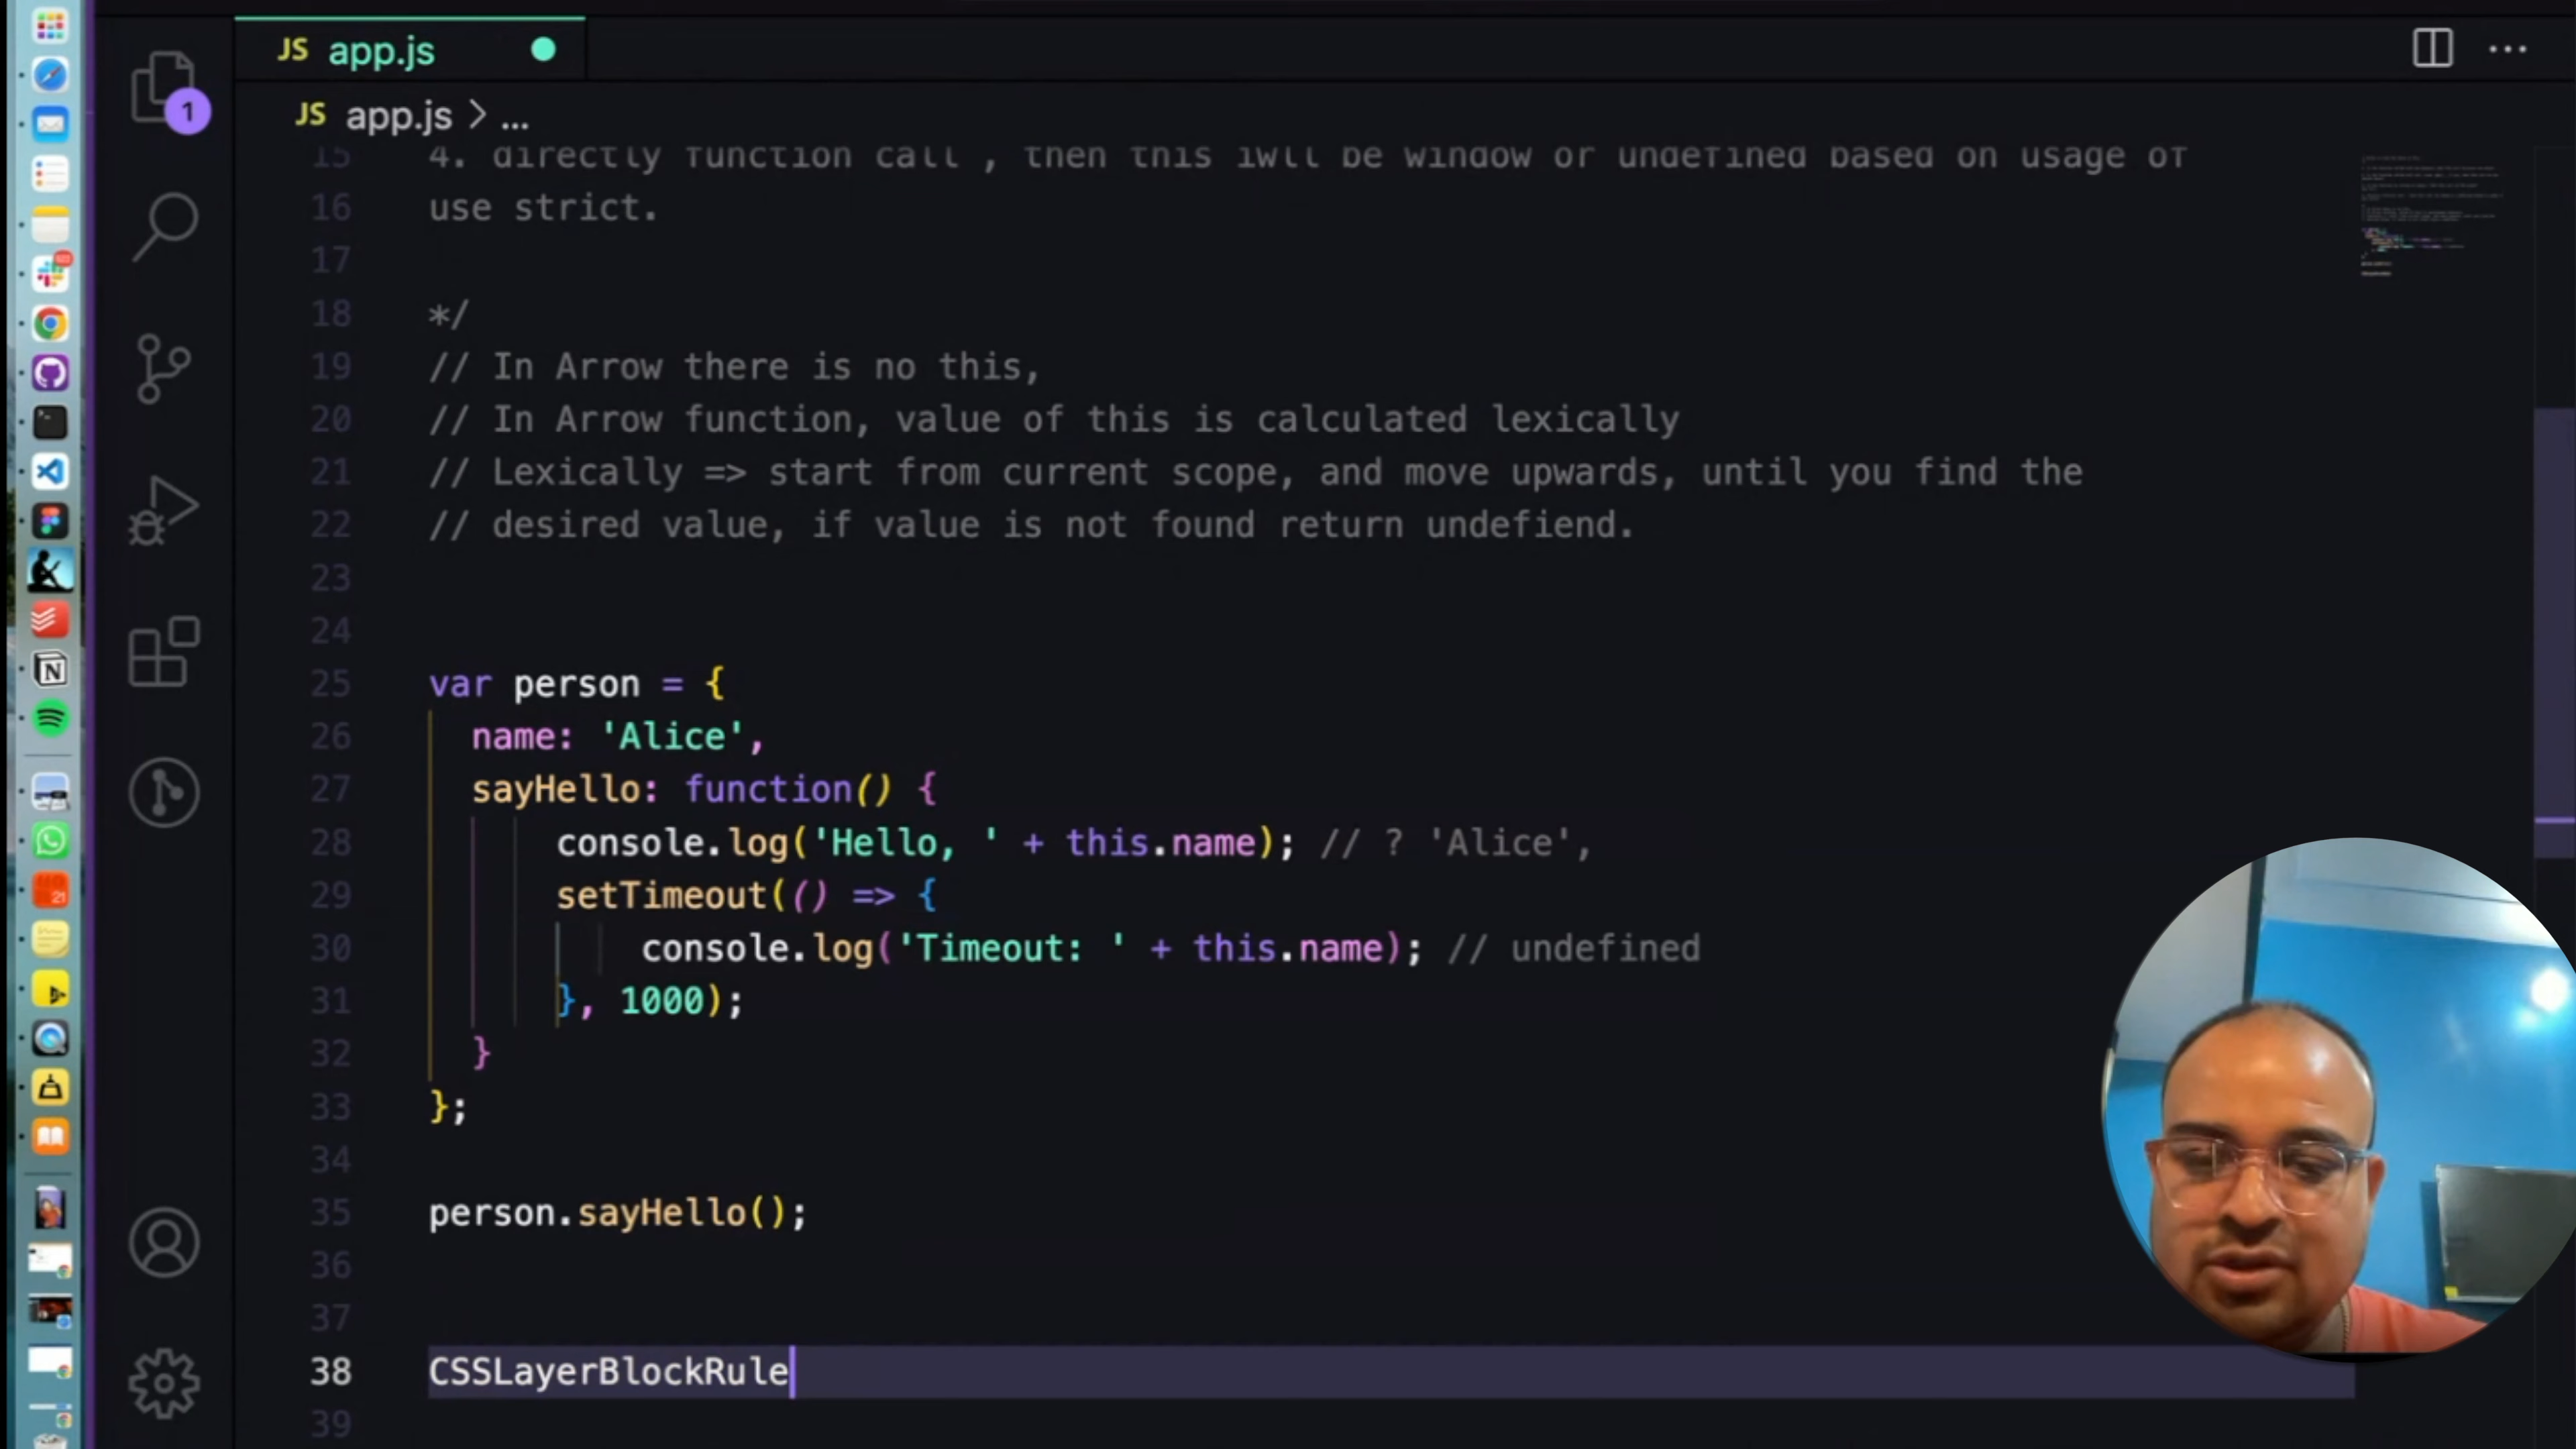 JS app.js
1
JS app.js > ...
15 4. directly function call , then this iwll be window or undefined based on usage of
16 use strict.
17
18 */
19 // In Arrow there is no this,
20 // In Arrow function, value of this is calculated lexically
21 // Lexically => start from current scope, and move upwards, until you find the
22 // desired value, if value is not found return undefiend.
23
24
25 var person = {
26 name: 'Alice',
27 sayHello: function() {
28 console.log('Hello, ' + this.name); // ? 'Alice',
29 setTimeout(() => {
30 console.log('Timeout: ' + this.name); // undefined
31 }, 1000);
32 }
33 };
34
35 person.sayHello();
36
37
38 CSSLayerBlockRule
39